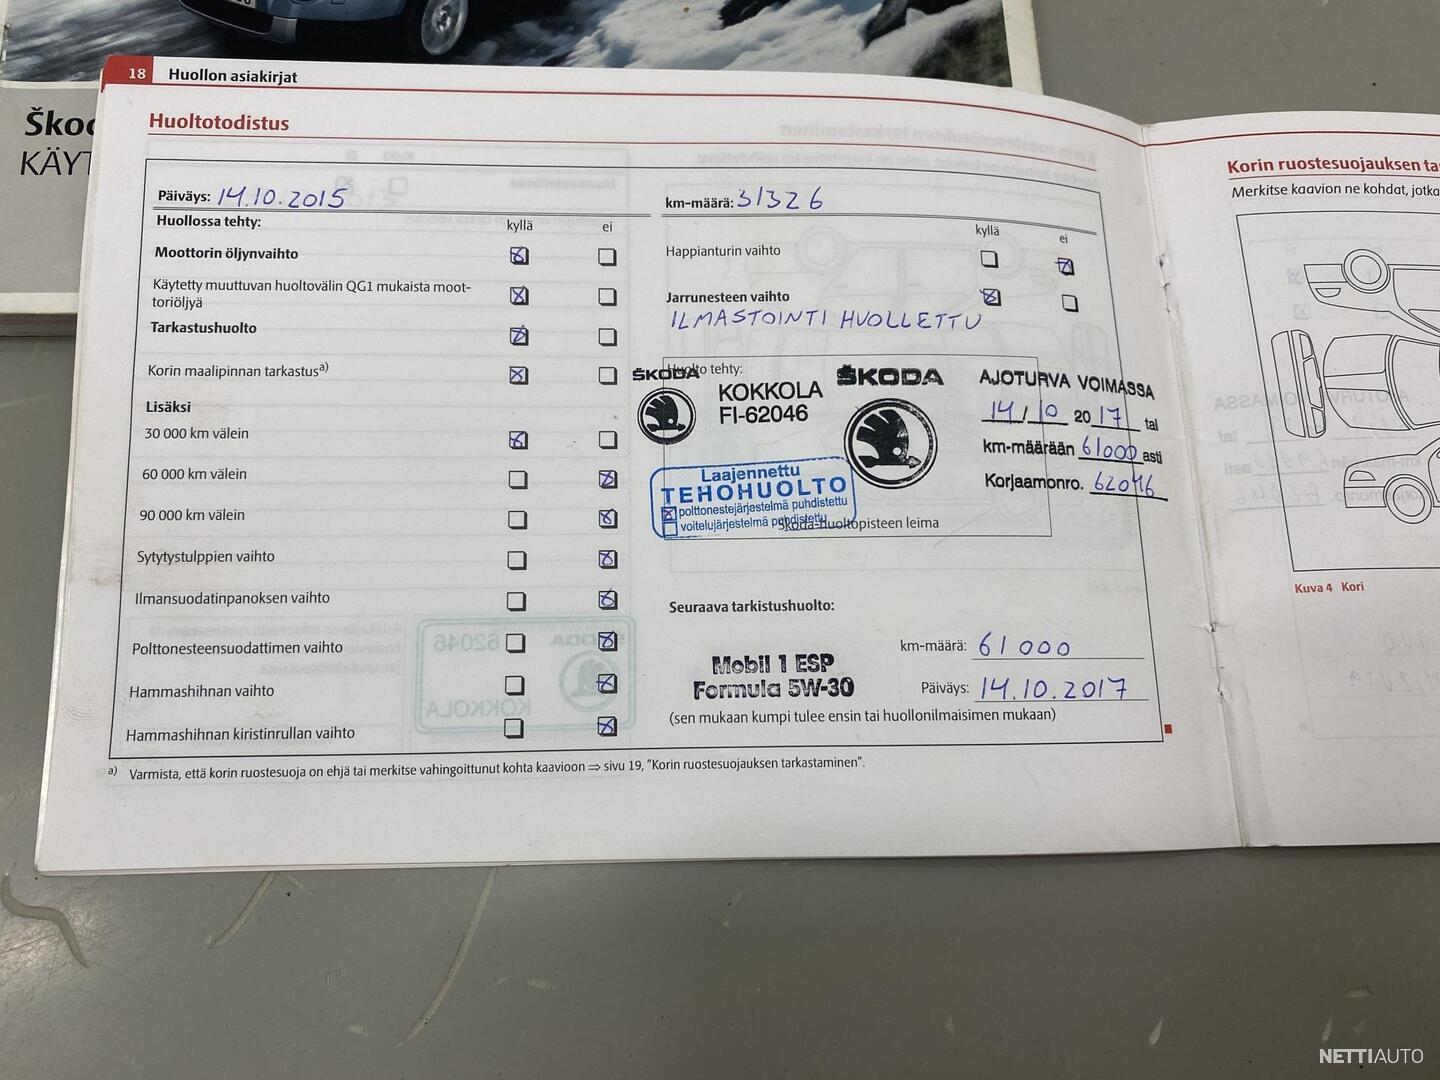 Škod
KÄYT
18 Huollon asiakirjat
Huoltotodistus
Päiväys: 14.10.2015
Huollossa tehty:
kyllä ei
Moottorin öljynvaihto
Käytetty muuttuvan huoltovälin QG1 mukaista moot-
toriöljyä
Tarkastushuolto
Korin maalipinnan tarkastus a)
Lisäksi
30 000 km välein
60 000 km välein
90 000 km välein
Sytytystulppien vaihto
Ilmansuodatinpanoksen vaihto
Polttonesteensuodattimen vaihto
Hammashihnan vaihto
Hammashihnan kiristinrullan vaihto
km-määrä: 31326
kyllä ei
Happianturin vaihto
Jarrunesteen vaihto
ILMASTOINTI HUOLLETTU
Huolto tehty:
ŠKODA
KOKKOLA
FI-62046
ŠKODA
AJOTURVA VOIMASSA
14/10 2017 tai
km-määrään 61000 asti
Korjaamonro. 62046
Laajennettu
TEHOHUOLTO
polttonestejärjestelmä puhdistettu
voitelujärjestelmä puhdistettu
Škoda-huoltopisteen leima
Seuraava tarkistushuolto:
km-määrä: 61000
Mobil 1 ESP
Formula 5W-30
Päiväys: 14.10.2017
(sen mukaan kumpi tulee ensin tai huollonilmaisimen mukaan)
a) Varmista, että korin ruostesuoja on ehjä tai merkitse vahingoittunut kohta kaavioon ⇒ sivu 19, "Korin ruostesuojauksen tarkastaminen".
Korin ruostesuojauksen ta
Merkitse kaavion ne kohdat, jotka
Kuva 4 Kori
NETTIAUTO